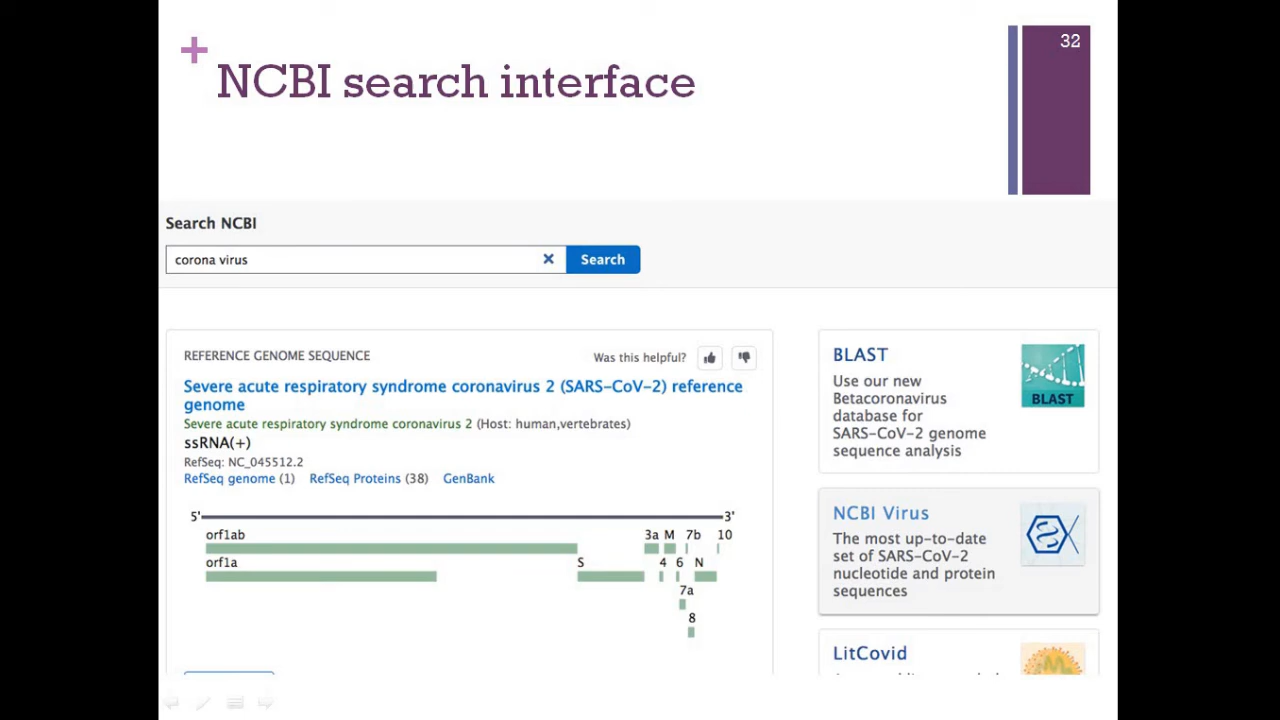 32
+
NCBI search interface
Search NCBI
corona virus
Search
REFERENCE GENOME SEQUENCE
Was this helpful?
Severe acute respiratory syndrome coronavirus 2 (SARS-CoV-2) reference
genome
Severe acute respiratory syndrome coronavirus 2 (Host: human,vertebrates)
ssRNA(+)
RefSeq: NC_045512.2
RefSeq genome (1) RefSeq Proteins (38) GenBank
5' 3'
orf1ab 3a M 7b 10
orf1a S 4 6 N
7a
8
BLAST
Use our new
Betacoronavirus
database for
SARS-CoV-2 genome
sequence analysis
BLAST
NCBI Virus
The most up-to-date
set of SARS-CoV-2
nucleotide and protein
sequences
LitCovid